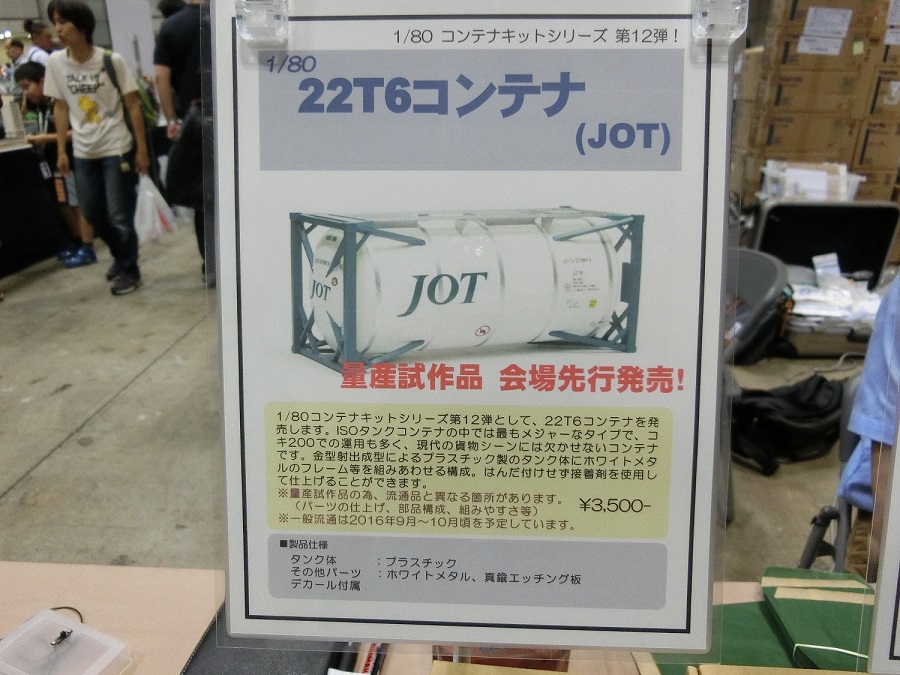 1/80 コンテナキットシリーズ 第12弾！
1/80
22T6コンテナ
(JOT)
JOT
JOT
量産試作品 会場先行発売!
1/80コンテナキットシリーズ第12弾として、22T6コンテナを発
売します。ISOタンクコンテナの中では最もメジャーなタイプで、コ
キ200での運用も多く、現代の貨物シーンには欠かせないコンテナ
です。金型射出成型によるプラスチック製のタンク体にホワイトメタ
ルのフレーム等を組みあわせる構成。はんだ付けせず接着剤を使用し
て仕上げることができます。
※量産試作品の為、流通品と異なる箇所があります。
（パーツの仕上げ、部品構成、組みやすさ等）
¥3,500-
※一般流通は2016年9月～10月頃を予定しています。
■製品仕様
タンク体 ：プラスチック
その他パーツ ：ホワイトメタル、真鍮エッチング板
デカール付属